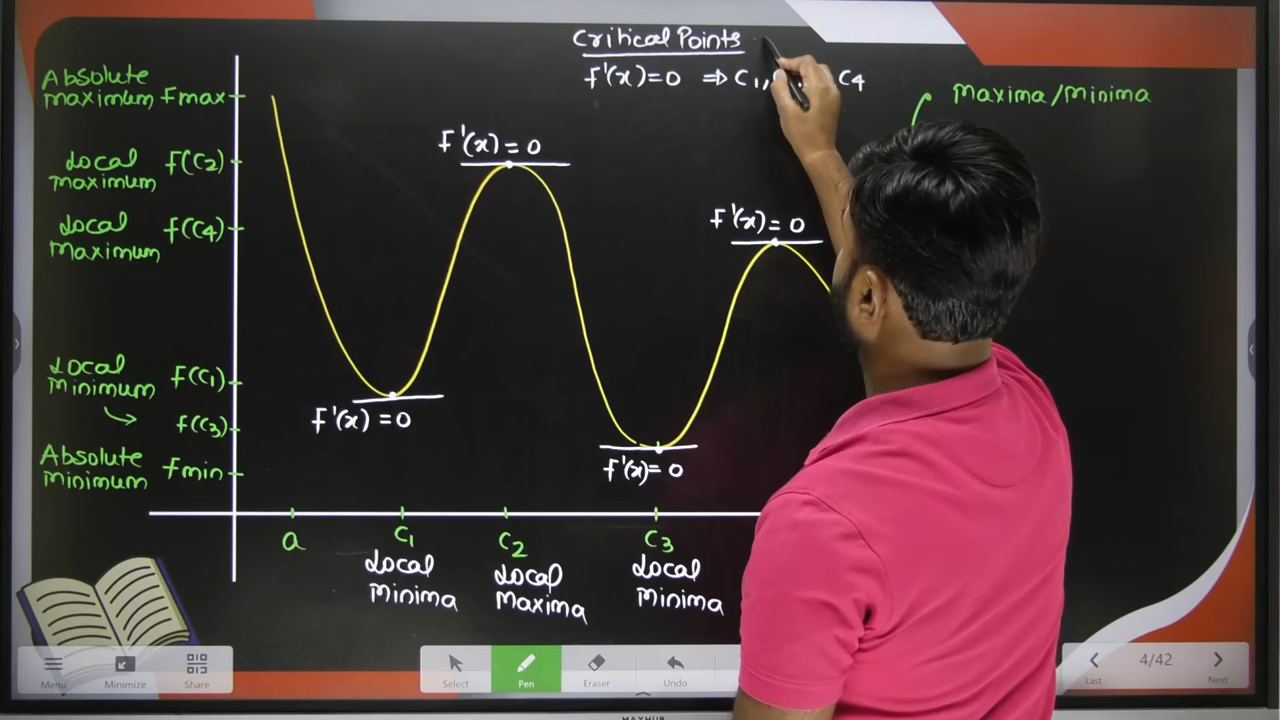 Critical Points
f'(x)=0 ⇒ C1, C4
Maxima/Minima
Absolute
maximum fmax
Local
maximum f(C2)
Local
Maximum f(C4)
Local
Minimum f(C1)
f(C3)
Absolute
minimum fmin
f'(x)=0
f'(x)=0
f'(x)=0
f'(x)=0
a
C1
Local
Minima
C2
Local
Maxima
C3
Local
Minima
Menu
Minimize
Share
Select
Pen
Eraser
Undo
4/42
Last
Next
MAXHUB